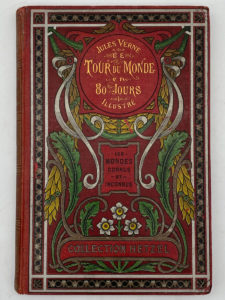 JULES VERNE
LE
TOUR DU MONDE
EN
80 JOURS
ILLUSTRÉ
LES
MONDES
CONNUS
ET
INCONNUS
COLLECTION HETZEL